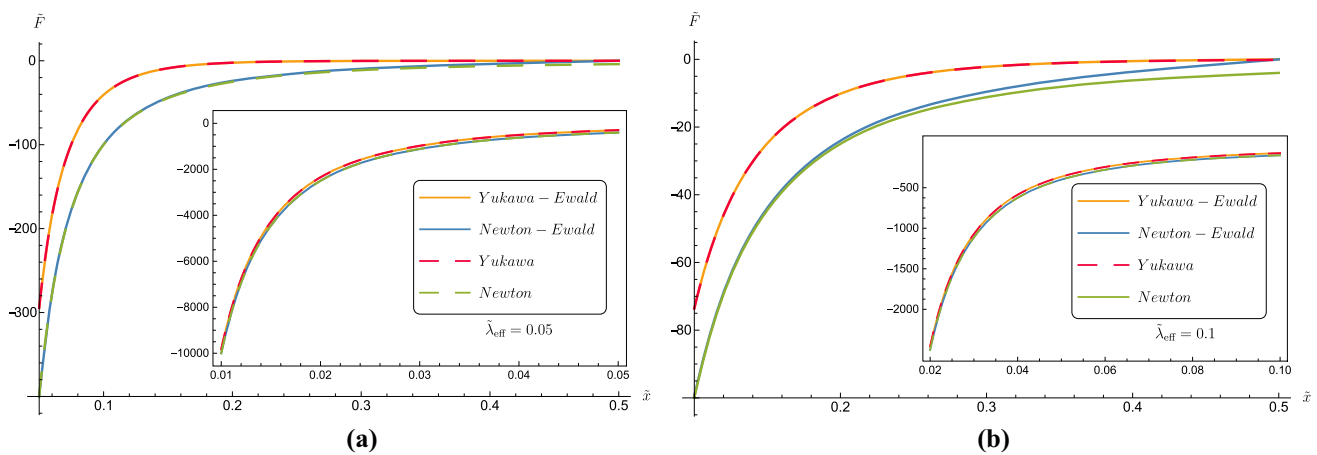 F̃
0
−100
−200
−300
0.1
0.2
0.3
0.4
0.5
x̃
0
−2000
−4000
−6000
−8000
−10000
0.01
0.02
0.03
0.04
0.05
Yukawa − Ewald
Newton − Ewald
Yukawa
Newton
λ̃eff = 0.05
(a)
F̃
0
−20
−40
−60
−80
0.2
0.3
0.4
0.5
x̃
−500
−1000
−1500
−2000
0.02
0.04
0.06
0.08
0.10
Yukawa − Ewald
Newton − Ewald
Yukawa
Newton
λ̃eff = 0.1
(b)